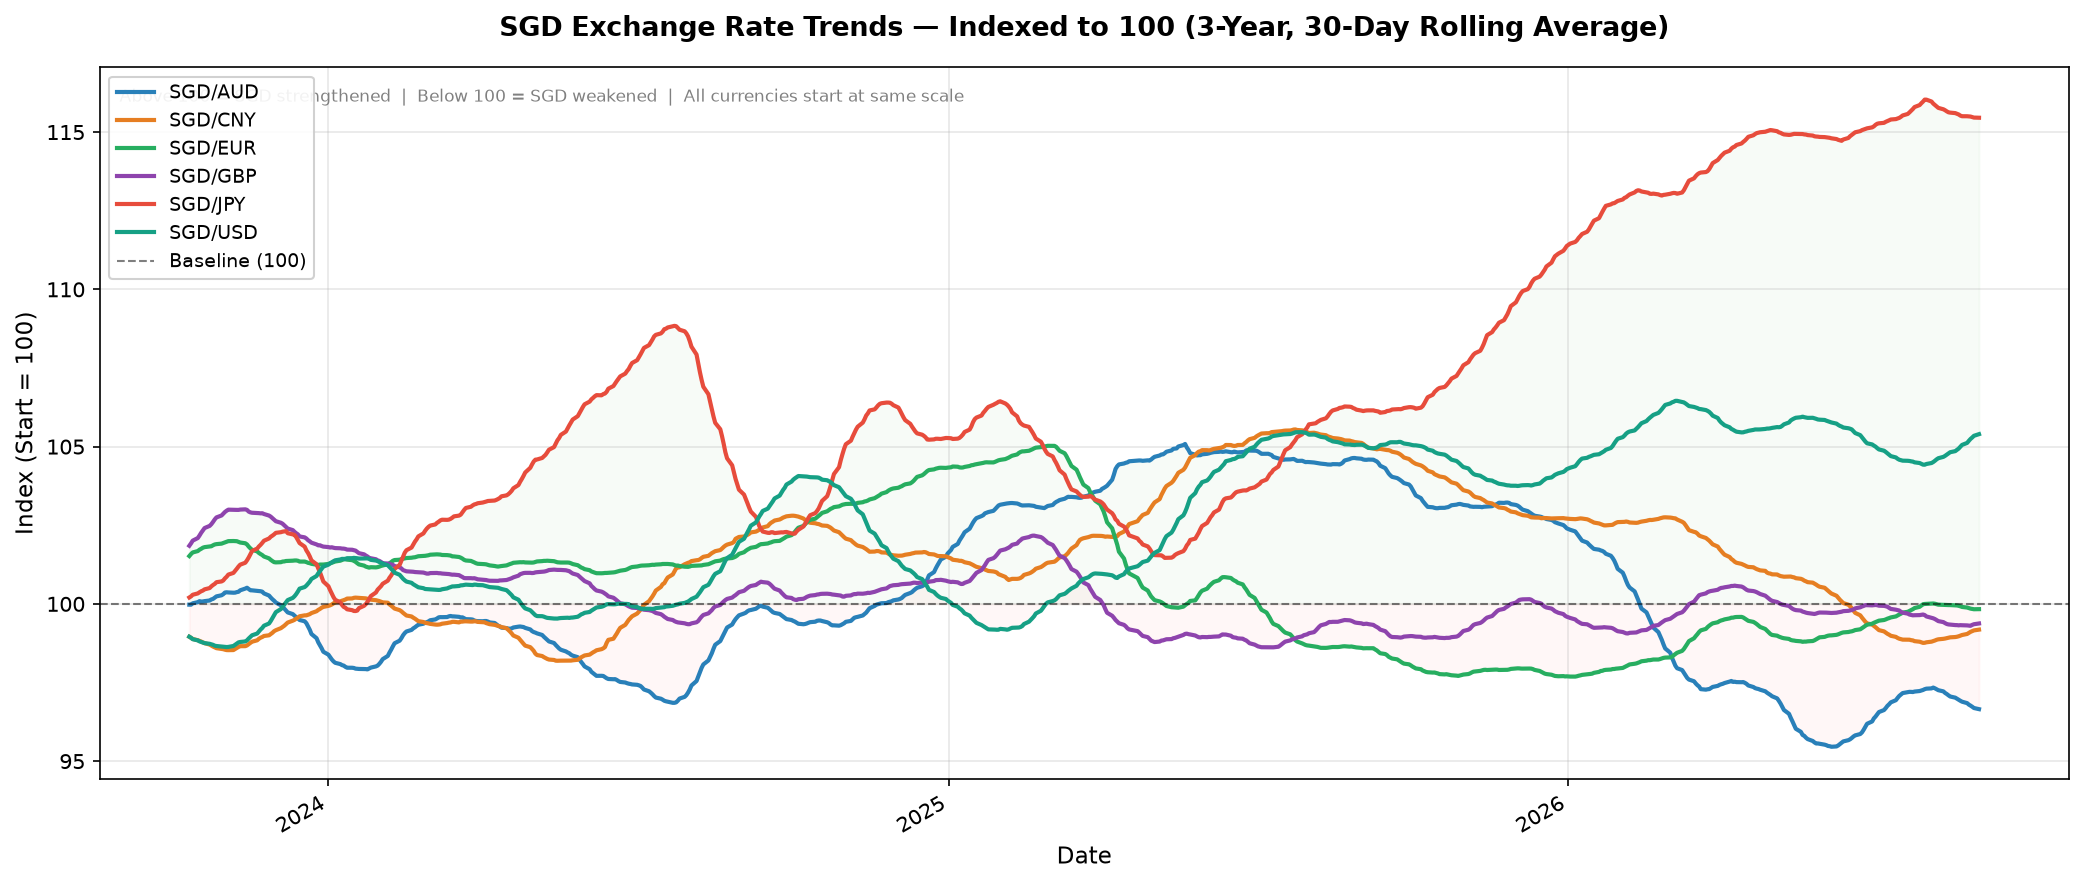 SGD Exchange Rate Trends — Indexed to 100 (3-Year, 30-Day Rolling Average)
strengthened | Below 100 = SGD weakened | All currencies start at same scale
SGD/AUD
SGD/CNY
SGD/EUR
SGD/GBP
SGD/JPY
SGD/USD
Baseline (100)
Index (Start = 100)
115
110
105
100
95
2024
2025
2026
Date